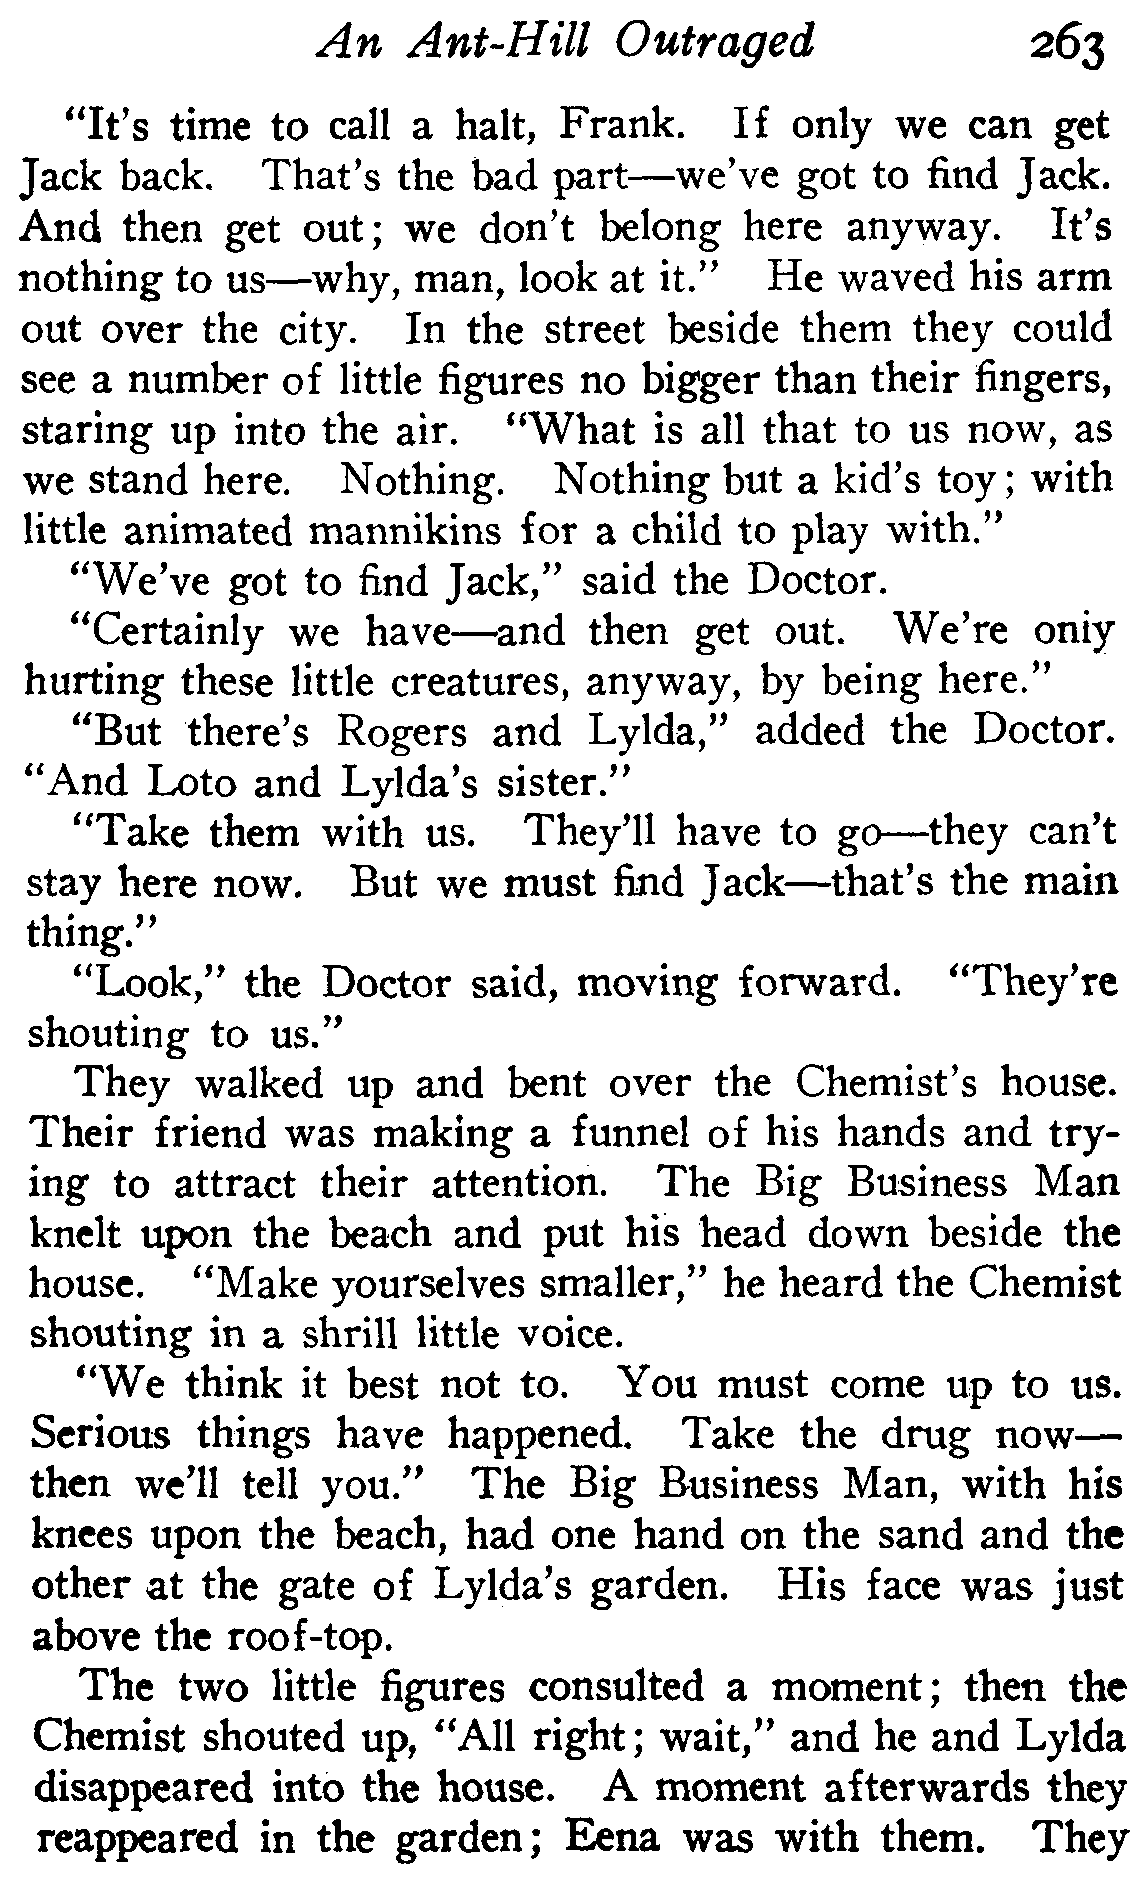 An Ant-Hill Outraged 263
“It’s time to call a halt, Frank. If only we can get
Jack back. That’s the bad part—we’ve got to find Jack.
And then get out; we don’t belong here anyway. It’s
nothing to us—why, man, look at it.” He waved his arm
out over the city. In the street beside them they could
see a number of little figures no bigger than their fingers,
staring up into the air. “What is all that to us now, as
we stand here. Nothing. Nothing but a kid’s toy; with
little animated mannikins for a child to play with.”
“We’ve got to find Jack,” said the Doctor.
“Certainly we have—and then get out. We’re only
hurting these little creatures, anyway, by being here.”
“But there’s Rogers and Lylda,” added the Doctor.
“And Loto and Lylda’s sister.”
“Take them with us. They’ll have to go—they can’t
stay here now. But we must find Jack—that’s the main
thing.”
“Look,” the Doctor said, moving forward. “They’re
shouting to us.”
They walked up and bent over the Chemist’s house.
Their friend was making a funnel of his hands and try-
ing to attract their attention. The Big Business Man
knelt upon the beach and put his head down beside the
house. “Make yourselves smaller,” he heard the Chemist
shouting in a shrill little voice.
“We think it best not to. You must come up to us.
Serious things have happened. Take the drug now—
then we’ll tell you.” The Big Business Man, with his
knees upon the beach, had one hand on the sand and the
other at the gate of Lylda’s garden. His face was just
above the roof-top.
The two little figures consulted a moment; then the
Chemist shouted up, “All right; wait,” and he and Lylda
disappeared into the house. A moment afterwards they
reappeared in the garden; Eena was with them. They